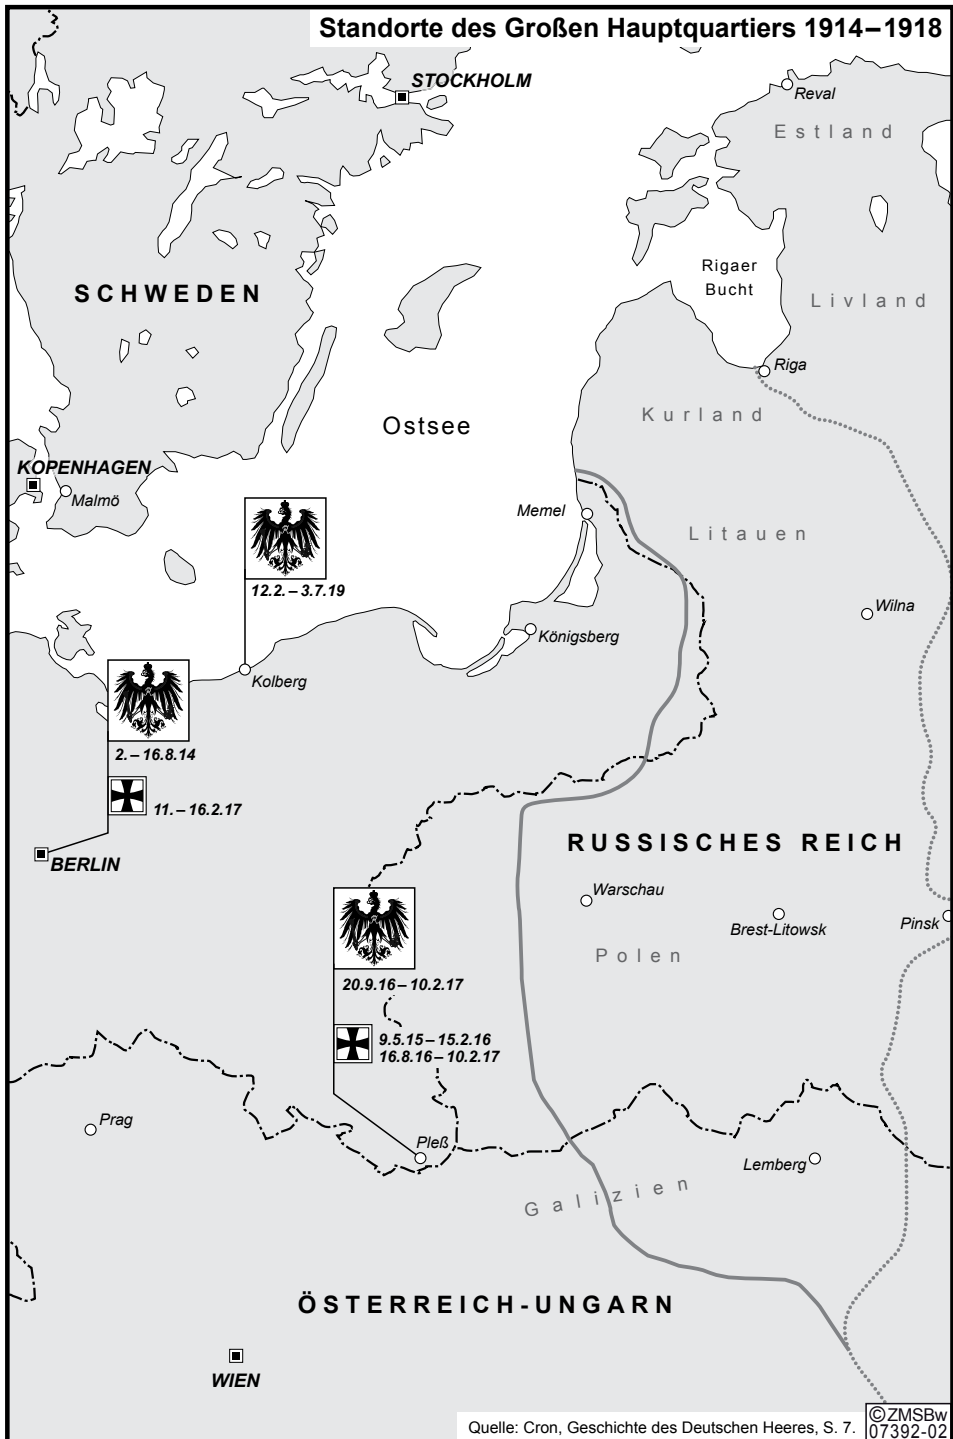 Standorte des Großen Hauptquartiers 1914–1918
STOCKHOLM
Reval
Estland
Rigaer
Bucht
SCHWEDEN
Livland
Riga
Kurland
Ostsee
KOPENHAGEN
Malmö
Memel
Litauen
12.2. – 3.7.19
Wilna
Königsberg
Kolberg
2. – 16.8.14
11. – 16.2.17
BERLIN
RUSSISCHES REICH
Warschau
Brest-Litowsk
Pinsk
Polen
20.9.16 – 10.2.17
9.5.15 – 15.2.16
16.8.16 – 10.2.17
Prag
Pleß
Lemberg
Galizien
ÖSTERREICH-UNGARN
WIEN
Quelle: Cron, Geschichte des Deutschen Heeres, S. 7.
©ZMSBw
07392-02